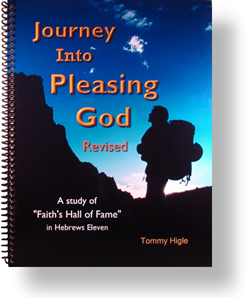 Journey
Into
Pleasing
God
Revised
A study of
"Faith's Hall of Fame"
in Hebrews Eleven
Tommy Higle